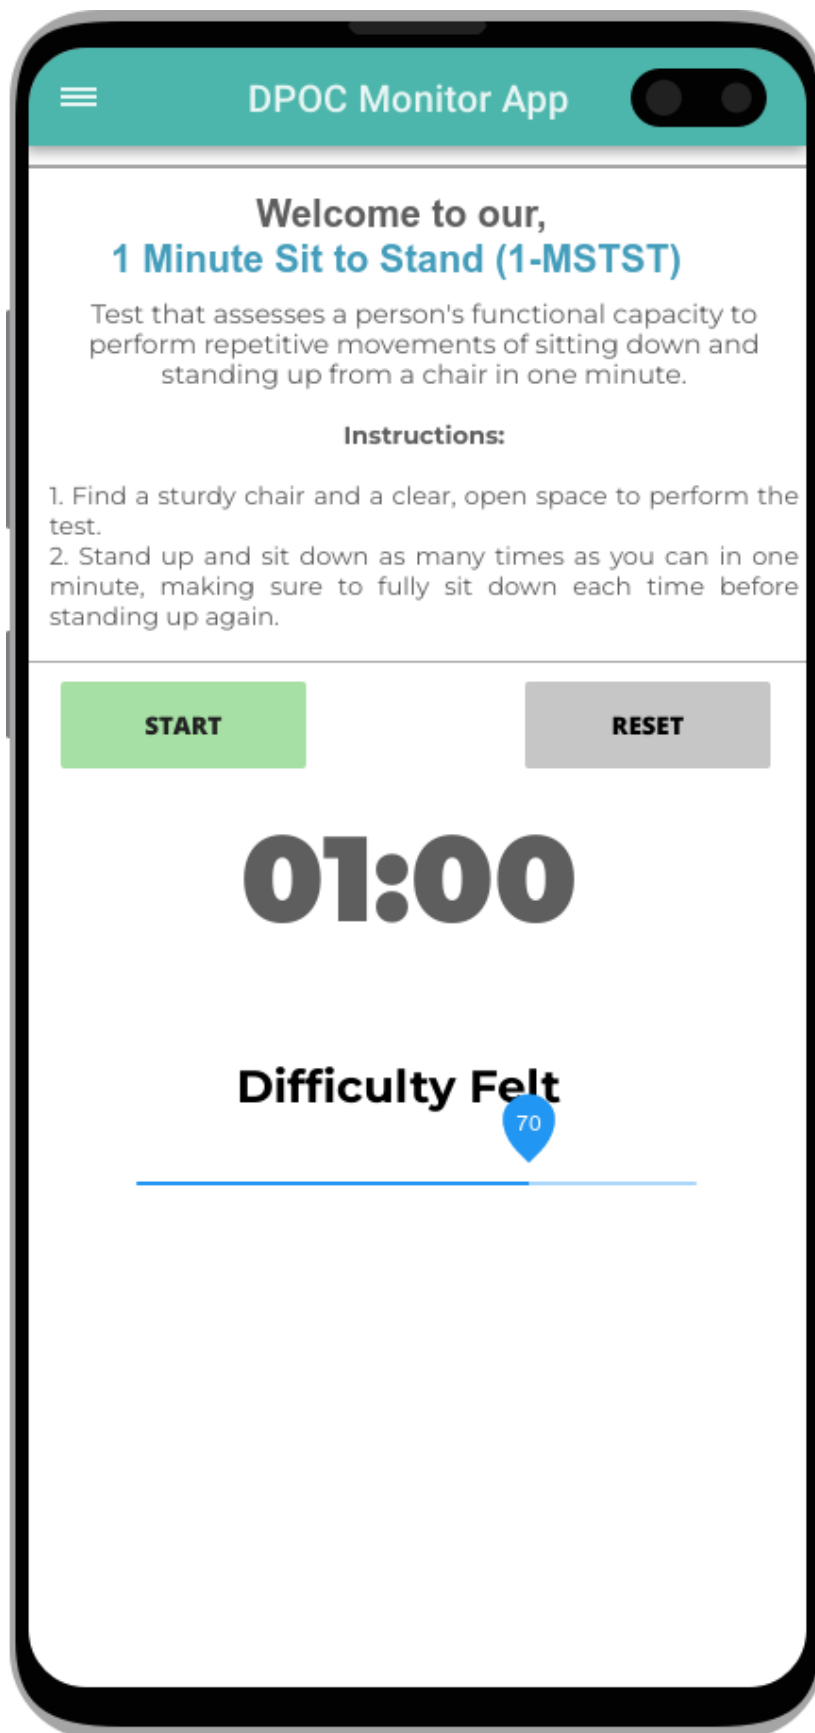 DPOC Monitor App
Welcome to our,
1 Minute Sit to Stand (1-MSTST)
Test that assesses a person's functional capacity to
perform repetitive movements of sitting down and
standing up from a chair in one minute.
Instructions:
1. Find a sturdy chair and a clear, open space to perform the
test.
2. Stand up and sit down as many times as you can in one
minute, making sure to fully sit down each time before
standing up again.
START
RESET
01:00
Difficulty Felt
70